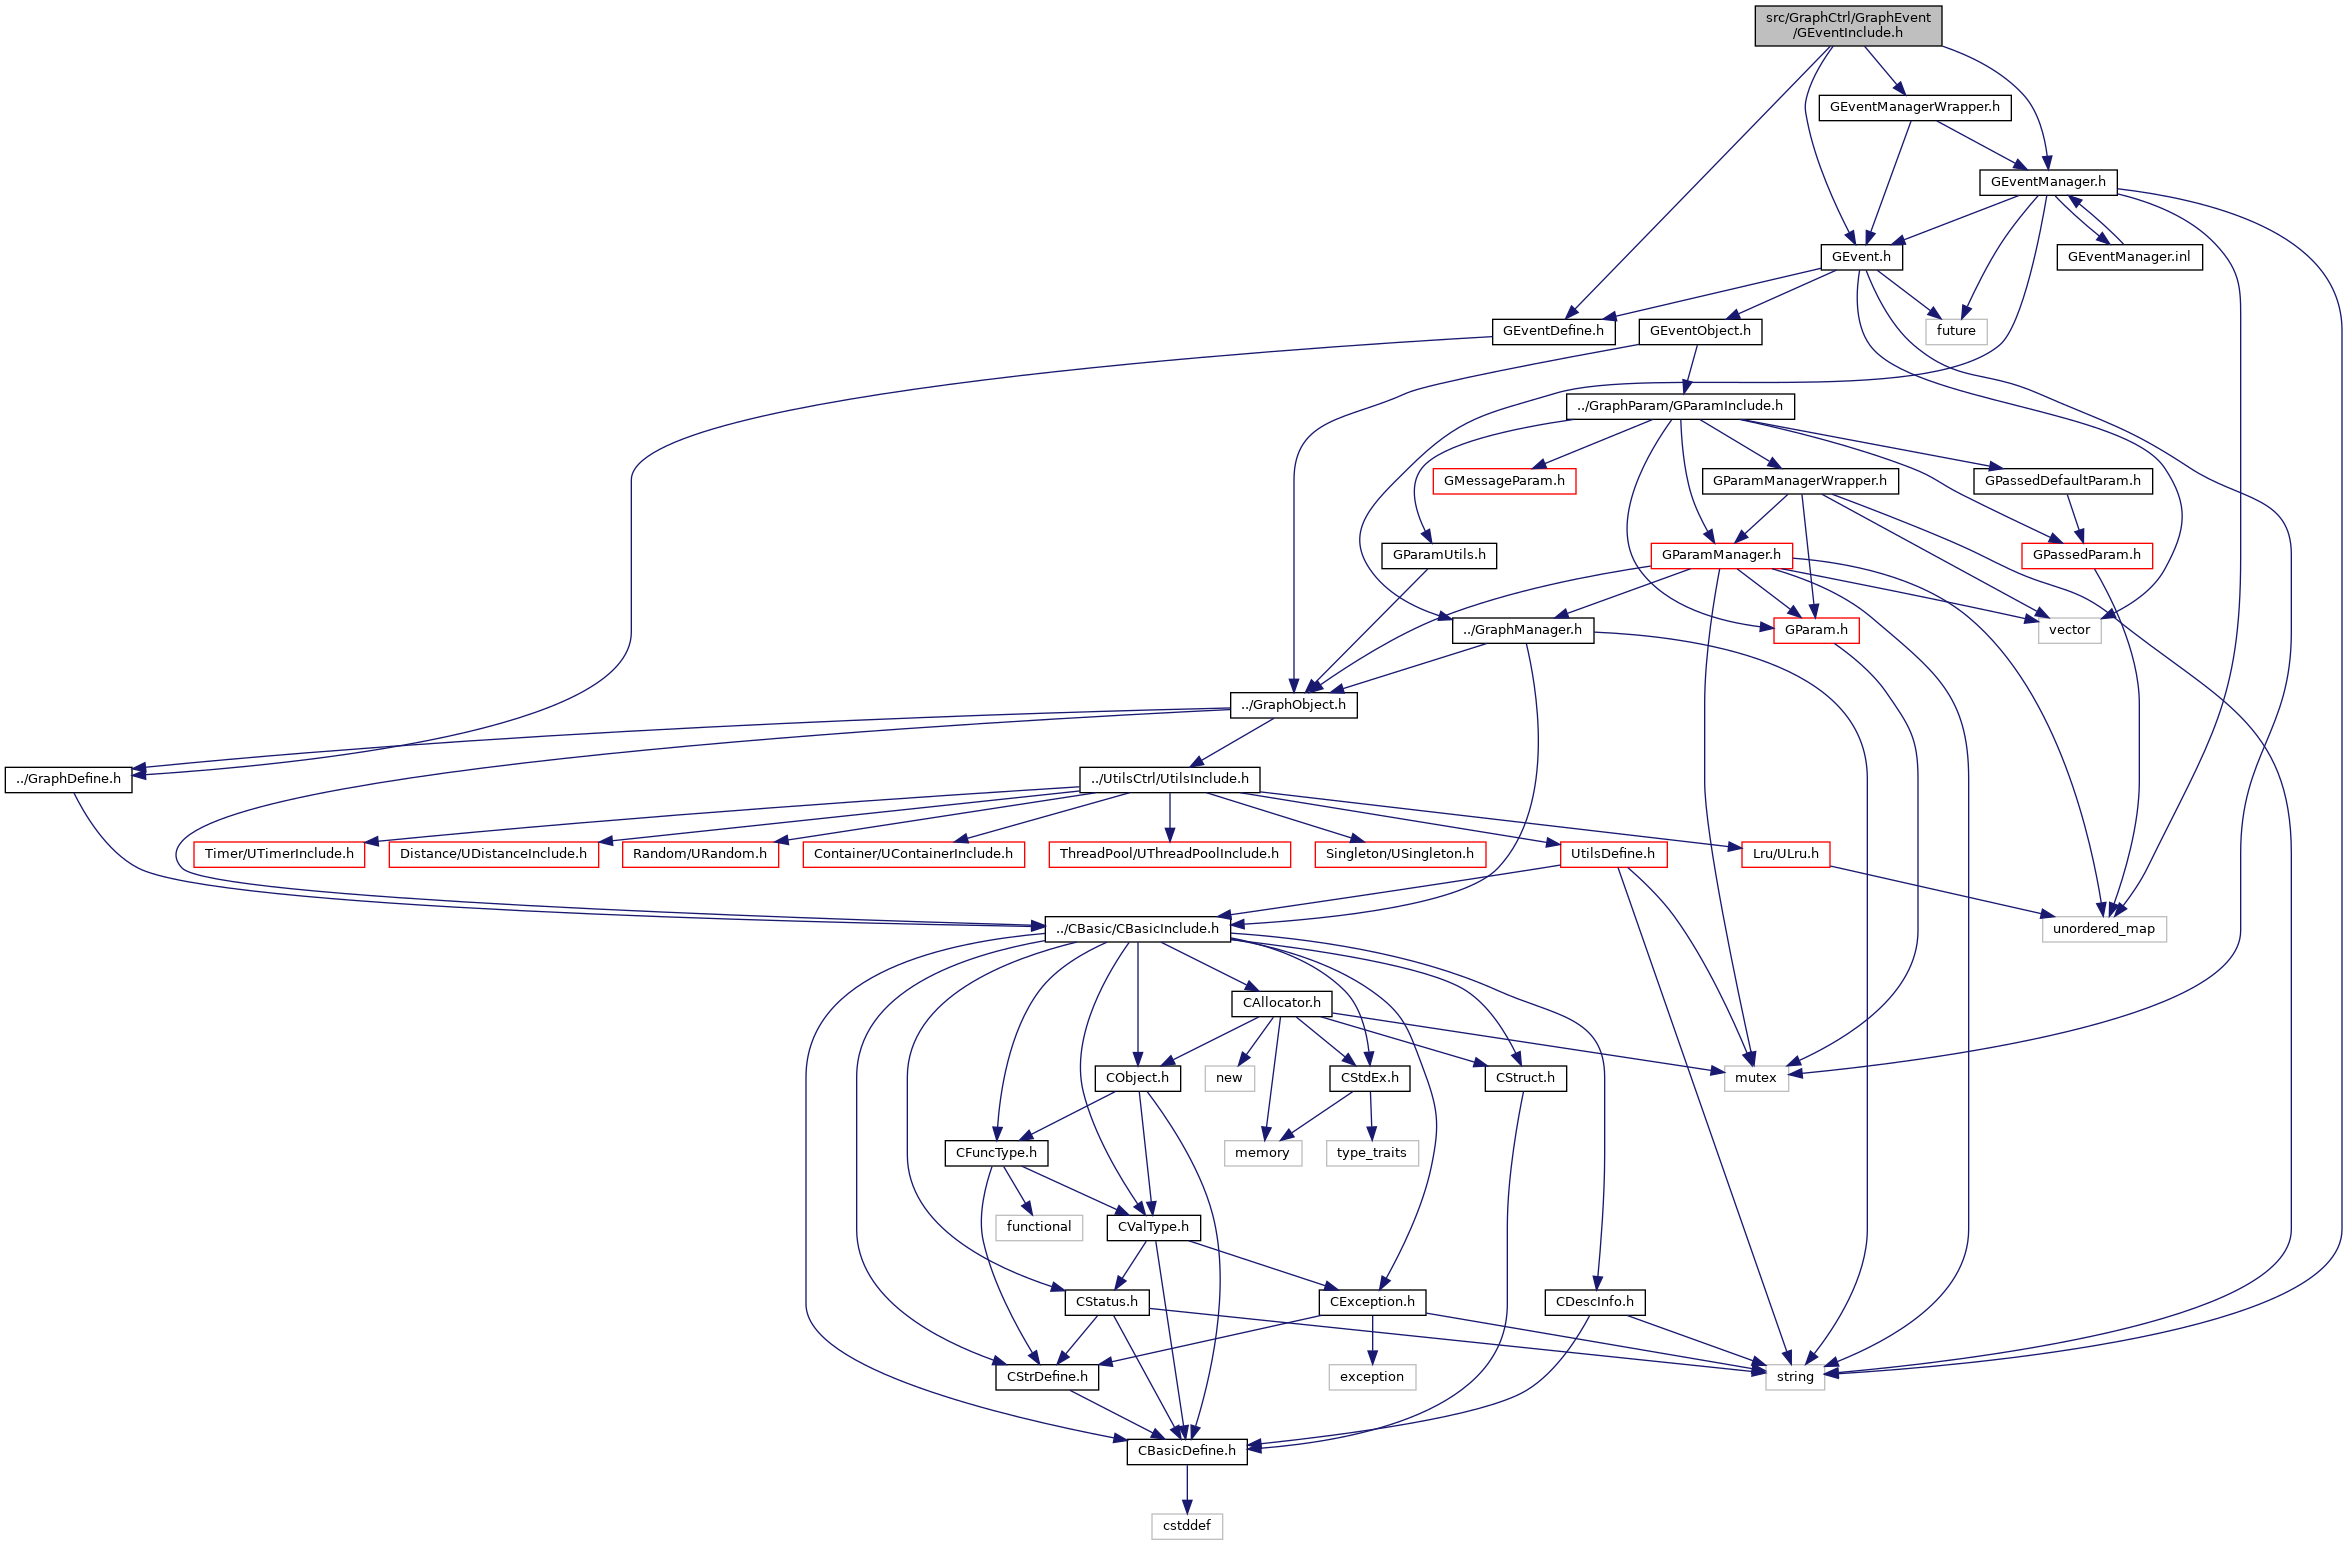 src/GraphCtrl/GraphEvent
/GEventInclude.h
GEventManagerWrapper.h
GEventManager.h
GEvent.h
GEventManager.inl
GEventDefine.h
GEventObject.h
future
../GraphParam/GParamInclude.h
GMessageParam.h
GParamManagerWrapper.h
GPassedDefaultParam.h
GParamUtils.h
GParamManager.h
GPassedParam.h
../GraphManager.h
GParam.h
vector
../GraphObject.h
../GraphDefine.h
../UtilsCtrl/UtilsInclude.h
Timer/UTimerInclude.h
Distance/UDistanceInclude.h
Random/URandom.h
Container/UContainerInclude.h
ThreadPool/UThreadPoolInclude.h
Singleton/USingleton.h
UtilsDefine.h
Lru/ULru.h
../CBasic/CBasicInclude.h
unordered_map
CAllocator.h
CObject.h
new
CStdEx.h
CStruct.h
mutex
CFuncType.h
memory
type_traits
functional
CValType.h
CStatus.h
CException.h
CDescInfo.h
CStrDefine.h
exception
string
CBasicDefine.h
cstddef